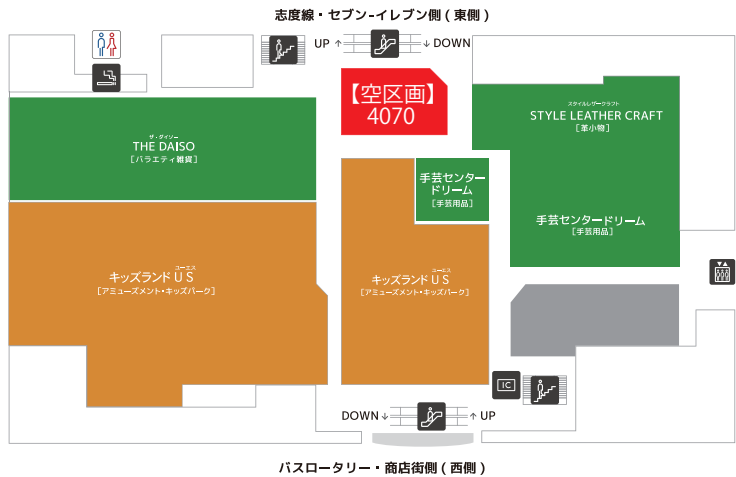 志度線・セブン-イレブン側（東側）
UP ↑
↓ DOWN
【空区画】
4070
スタイルレザークラフト
STYLE LEATHER CRAFT
［革小物］
ザ・ダイソー
THE DAISO
［バラエティ雑貨］
手芸センター
ドリーム
［手芸用品］
手芸センタードリーム
［手芸用品］
ユーエス
キッズランドUS
［アミューズメント・キッズパーク］
ユーエス
キッズランドUS
［アミューズメント・キッズパーク］
IC
DOWN ↓
↑ UP
バスロータリー・商店街側（西側）